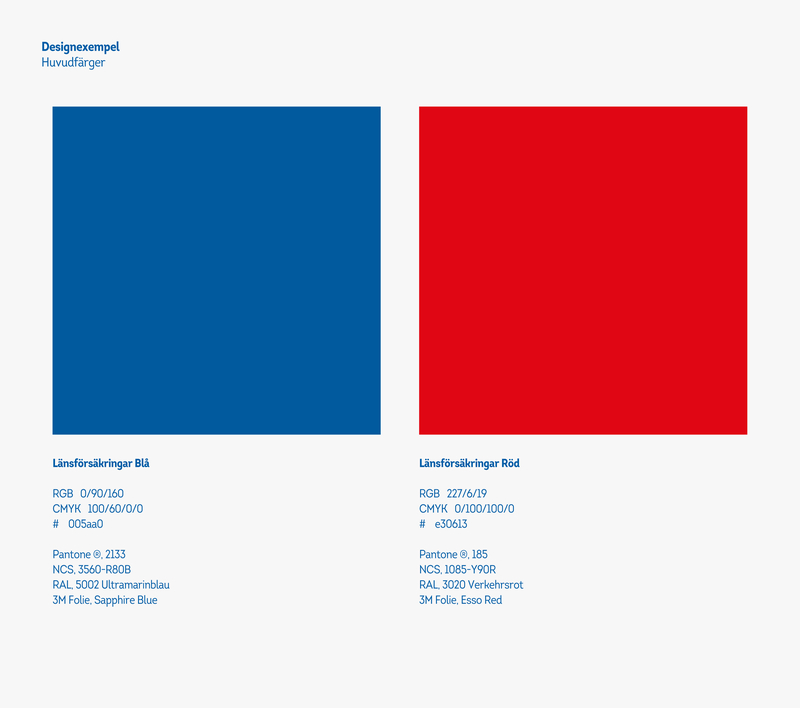 Designexempel
Huvudfärger
Länsförsäkringar Blå
RGB 0/90/160
CMYK 100/60/0/0
# 005aa0
Pantone ®, 2133
NCS, 3560-R80B
RAL, 5002 Ultramarinblau
3M Folie, Sapphire Blue
Länsförsäkringar Röd
RGB 227/6/19
CMYK 0/100/100/0
# e30613
Pantone ®, 185
NCS, 1085-Y90R
RAL, 3020 Verkehrsrot
3M Folie, Esso Red